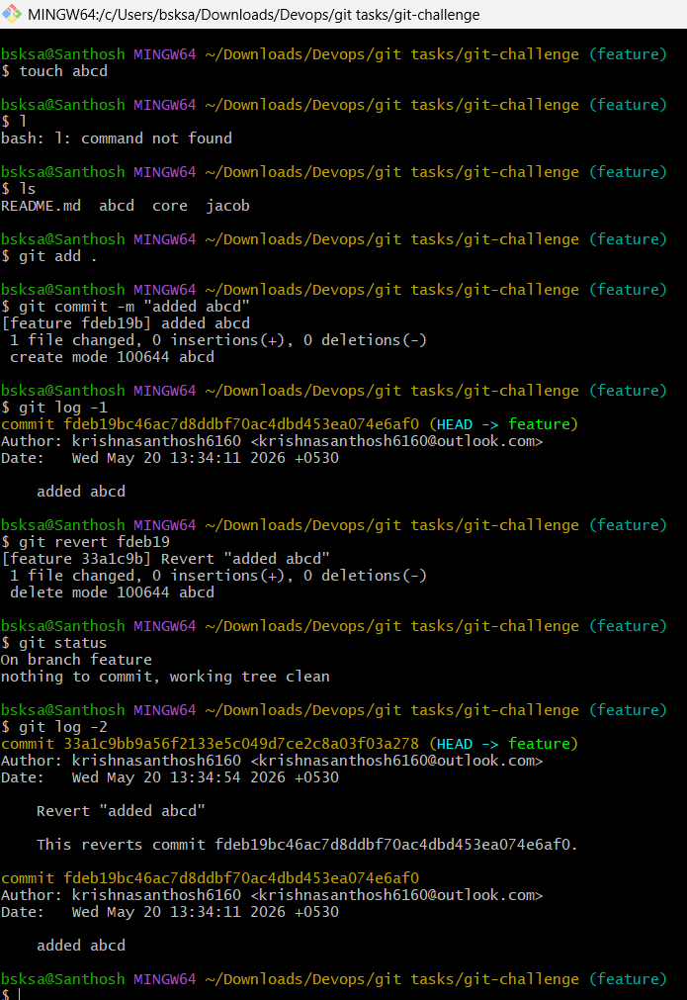 MINGW64:/c/Users/bsksa/Downloads/Devops/git tasks/git-challenge
bsksa@Santhosh MINGW64 ~/Downloads/Devops/git tasks/git-challenge (feature)
$ touch abcd
bsksa@Santhosh MINGW64 ~/Downloads/Devops/git tasks/git-challenge (feature)
$ l
bash: l: command not found
bsksa@Santhosh MINGW64 ~/Downloads/Devops/git tasks/git-challenge (feature)
$ ls
README.md  abcd  core  jacob
bsksa@Santhosh MINGW64 ~/Downloads/Devops/git tasks/git-challenge (feature)
$ git add .
bsksa@Santhosh MINGW64 ~/Downloads/Devops/git tasks/git-challenge (feature)
$ git commit -m "added abcd"
[feature fdeb19b] added abcd
 1 file changed, 0 insertions(+), 0 deletions(-)
 create mode 100644 abcd
bsksa@Santhosh MINGW64 ~/Downloads/Devops/git tasks/git-challenge (feature)
$ git log -1
commit fdeb19bc46ac7d8ddbf70ac4dbd453ea074e6af0 (HEAD -> feature)
Author: krishnasanthosh6160 <krishnasanthosh6160@outlook.com>
Date:   Wed May 20 13:34:11 2026 +0530
    added abcd
bsksa@Santhosh MINGW64 ~/Downloads/Devops/git tasks/git-challenge (feature)
$ git revert fdeb19
[feature 33a1c9b] Revert "added abcd"
 1 file changed, 0 insertions(+), 0 deletions(-)
 delete mode 100644 abcd
bsksa@Santhosh MINGW64 ~/Downloads/Devops/git tasks/git-challenge (feature)
$ git status
On branch feature
nothing to commit, working tree clean
bsksa@Santhosh MINGW64 ~/Downloads/Devops/git tasks/git-challenge (feature)
$ git log -2
commit 33a1c9bb9a56f2133e5c049d7ce2c8a03f03a278 (HEAD -> feature)
Author: krishnasanthosh6160 <krishnasanthosh6160@outlook.com>
Date:   Wed May 20 13:34:54 2026 +0530
    Revert "added abcd"
    This reverts commit fdeb19bc46ac7d8ddbf70ac4dbd453ea074e6af0.
commit fdeb19bc46ac7d8ddbf70ac4dbd453ea074e6af0
Author: krishnasanthosh6160 <krishnasanthosh6160@outlook.com>
Date:   Wed May 20 13:34:11 2026 +0530
    added abcd
bsksa@Santhosh MINGW64 ~/Downloads/Devops/git tasks/git-challenge (feature)
$